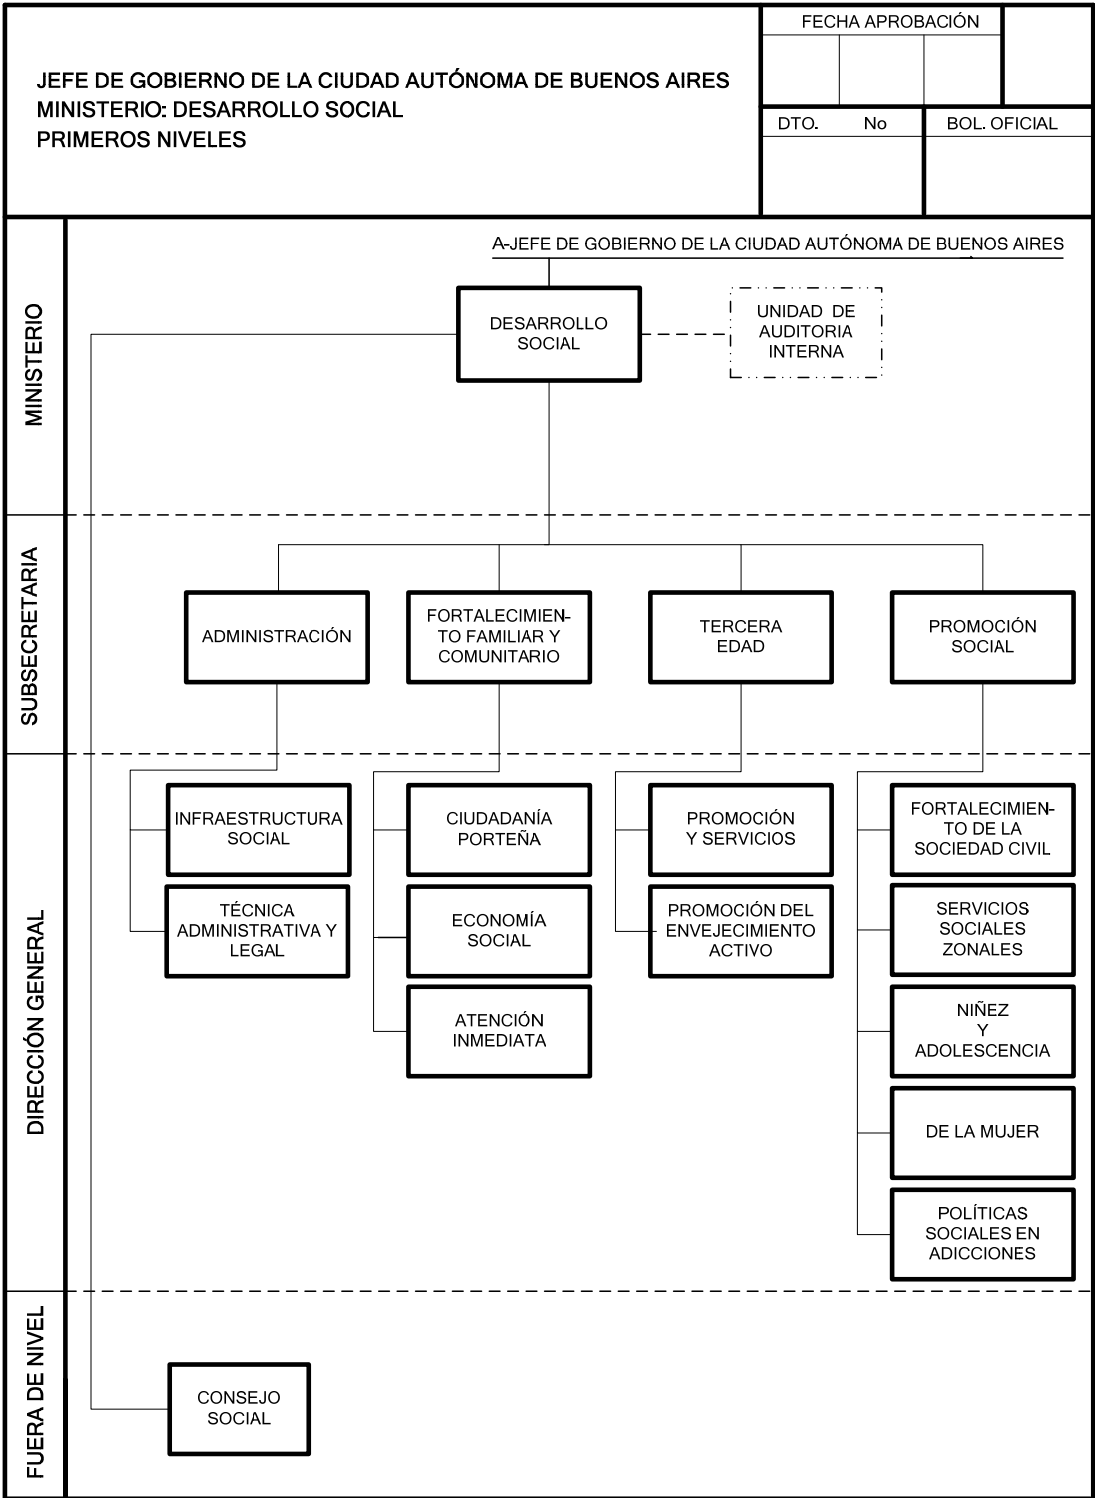 JEFE DE GOBIERNO DE LA CIUDAD AUTÓNOMA DE BUENOS AIRES
MINISTERIO: DESARROLLO SOCIAL
PRIMEROS NIVELES
FECHA APROBACIÓN
DTO. No
BOL. OFICIAL
MINISTERIO
A-JEFE DE GOBIERNO DE LA CIUDAD AUTÓNOMA DE BUENOS AIRES
DESARROLLO
SOCIAL
UNIDAD DE
AUDITORIA
INTERNA
SUBSECRETARIA
ADMINISTRACIÓN
FORTALECIMIEN-
TO FAMILIAR Y
COMUNITARIO
TERCERA
EDAD
PROMOCIÓN
SOCIAL
DIRECCIÓN GENERAL
INFRAESTRUCTURA
SOCIAL
TÉCNICA
ADMINISTRATIVA Y
LEGAL
CIUDADANÍA
PORTEÑA
ECONOMÍA
SOCIAL
ATENCIÓN
INMEDIATA
PROMOCIÓN
Y SERVICIOS
PROMOCIÓN DEL
ENVEJECIMIENTO
ACTIVO
FORTALECIMIEN-
TO DE LA
SOCIEDAD CIVIL
SERVICIOS
SOCIALES
ZONALES
NIÑEZ
Y
ADOLESCENCIA
DE LA MUJER
POLÍTICAS
SOCIALES EN
ADICCIONES
FUERA DE NIVEL
CONSEJO
SOCIAL